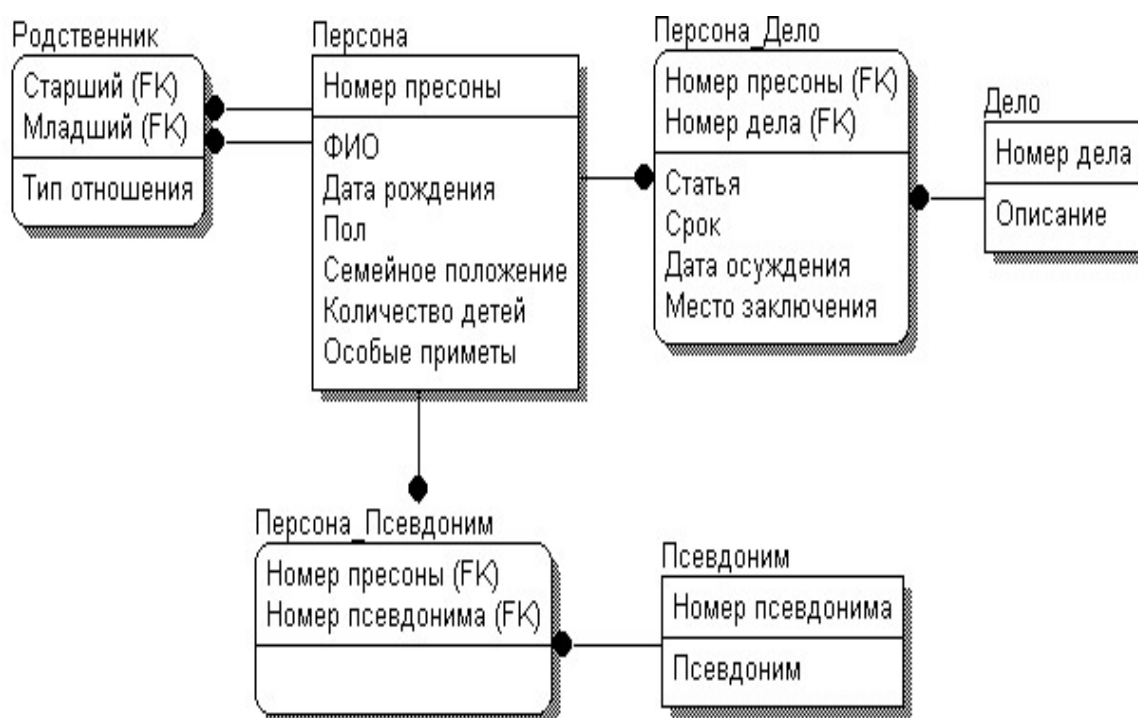 Родственник
Старший (FK)
Младший (FK)
Тип отношения
Персона
Номер пресоны
ФИО
Дата рождения
Пол
Семейное положение
Количество детей
Особые приметы
Персона_Дело
Номер пресоны (FK)
Номер дела (FK)
Статья
Срок
Дата осуждения
Место заключения
Дело
Номер дела
Описание
Персона_Псевдоним
Номер пресоны (FK)
Номер псевдонима (FK)
Псевдоним
Номер псевдонима
Псевдоним